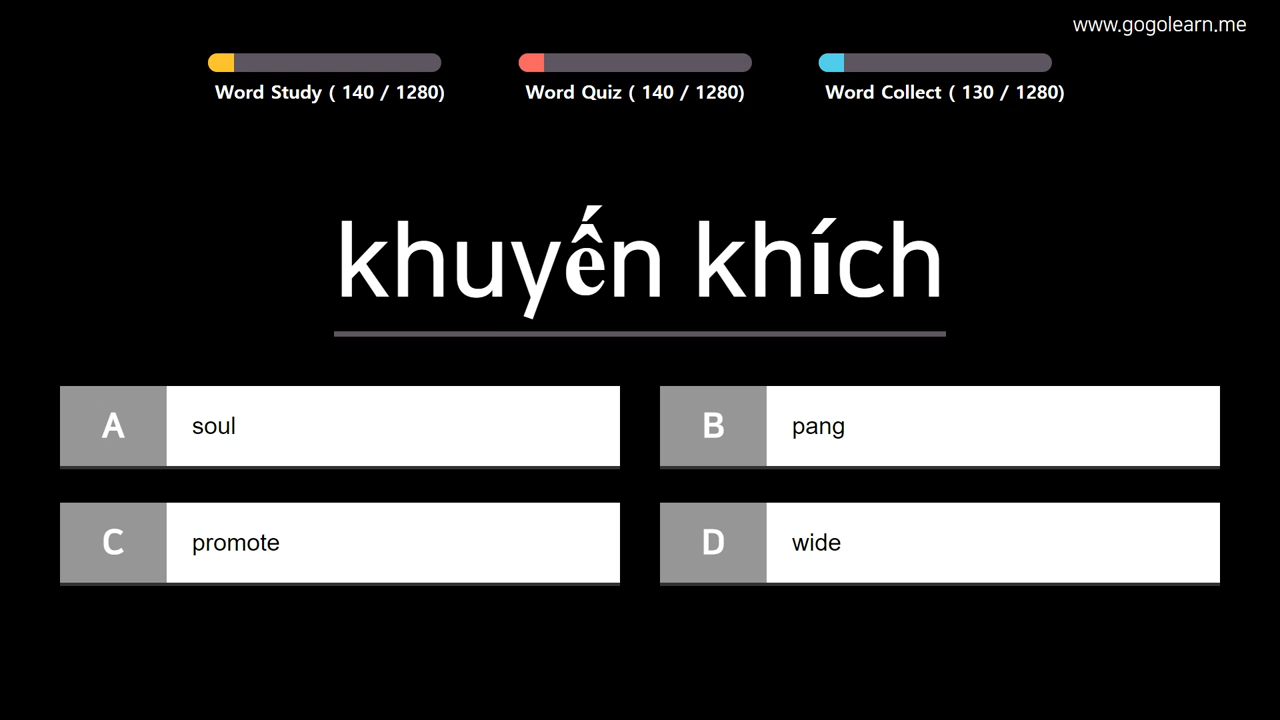 www.gogolearn.me
Word Study ( 140 / 1280)
Word Quiz ( 140 / 1280)
Word Collect ( 130 / 1280)
khuyến khích
A soul
B pang
C promote
D wide